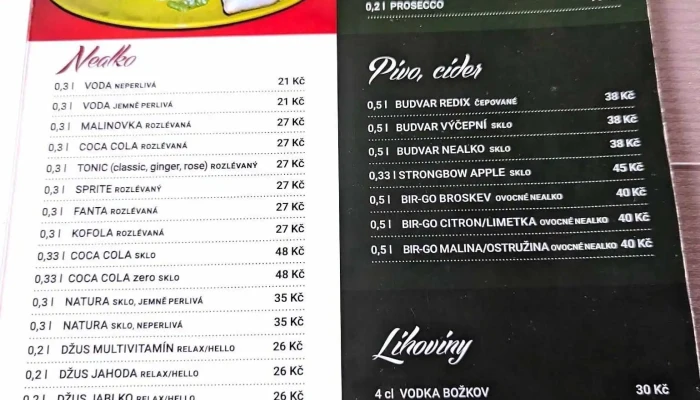 Nealko
0,3 l VODA NEPERLIVÁ 21 Kč
0,3 l VODA JEMNĚ PERLIVÁ 21 Kč
0,3 l MALINOVKA ROZLÉVANÁ 27 Kč
0,3 l COCA COLA ROZLÉVANÁ 27 Kč
0,3 l TONIC (classic, ginger, rose) ROZLÉVANÝ 27 Kč
0,3 l SPRITE ROZLÉVANÝ 27 Kč
0,3 l FANTA ROZLÉVANÁ 27 Kč
0,3 l KOFOLA ROZLÉVANÁ 27 Kč
0,33 l COCA COLA SKLO 48 Kč
0,33 l COCA COLA zero SKLO 48 Kč
0,3 l NATURA SKLO, JEMNĚ PERLIVÁ 35 Kč
0,3 l NATURA SKLO, NEPERLIVÁ 35 Kč
0,2 l DŽUS MULTIVITAMÍN RELAX/HELLO 26 Kč
0,2 l DŽUS JAHODA RELAX/HELLO 26 Kč
0,2 l DŽUS JABLKO RELAX/HELLO 26 Kč
0,2 l PROSECCO
Pivo, cider
0,5 l BUDVAR REDIX ČEPOVANÉ 38 Kč
0,5 l BUDVAR VÝČEPNÍ SKLO 38 Kč
0,5 l BUDVAR NEALKO SKLO 38 Kč
0,33 l STRONGBOW APPLE SKLO 45 Kč
0,5 l BIR-GO BROSKEV OVOCNÉ NEALKO 40 Kč
0,5 l BIR-GO CITRON/LIMETKA OVOCNÉ NEALKO 40 Kč
0,5 l BIR-GO MALINA/OSTRUŽINA OVOCNÉ NEALKO 40 Kč
Lihoviny
4 cl VODKA BOŽKOV 30 Kč